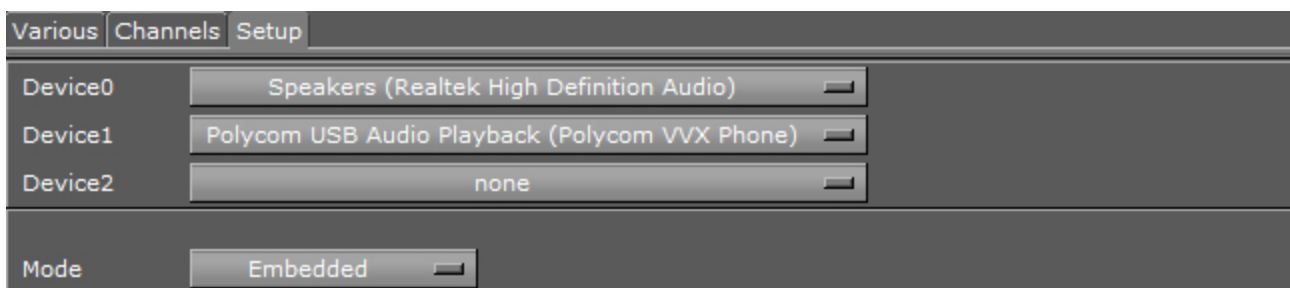 Various Channels Setup
Device0 Speakers (Realtek High Definition Audio)
Device1 Polycom USB Audio Playback (Polycom VVX Phone)
Device2 none
Mode Embedded